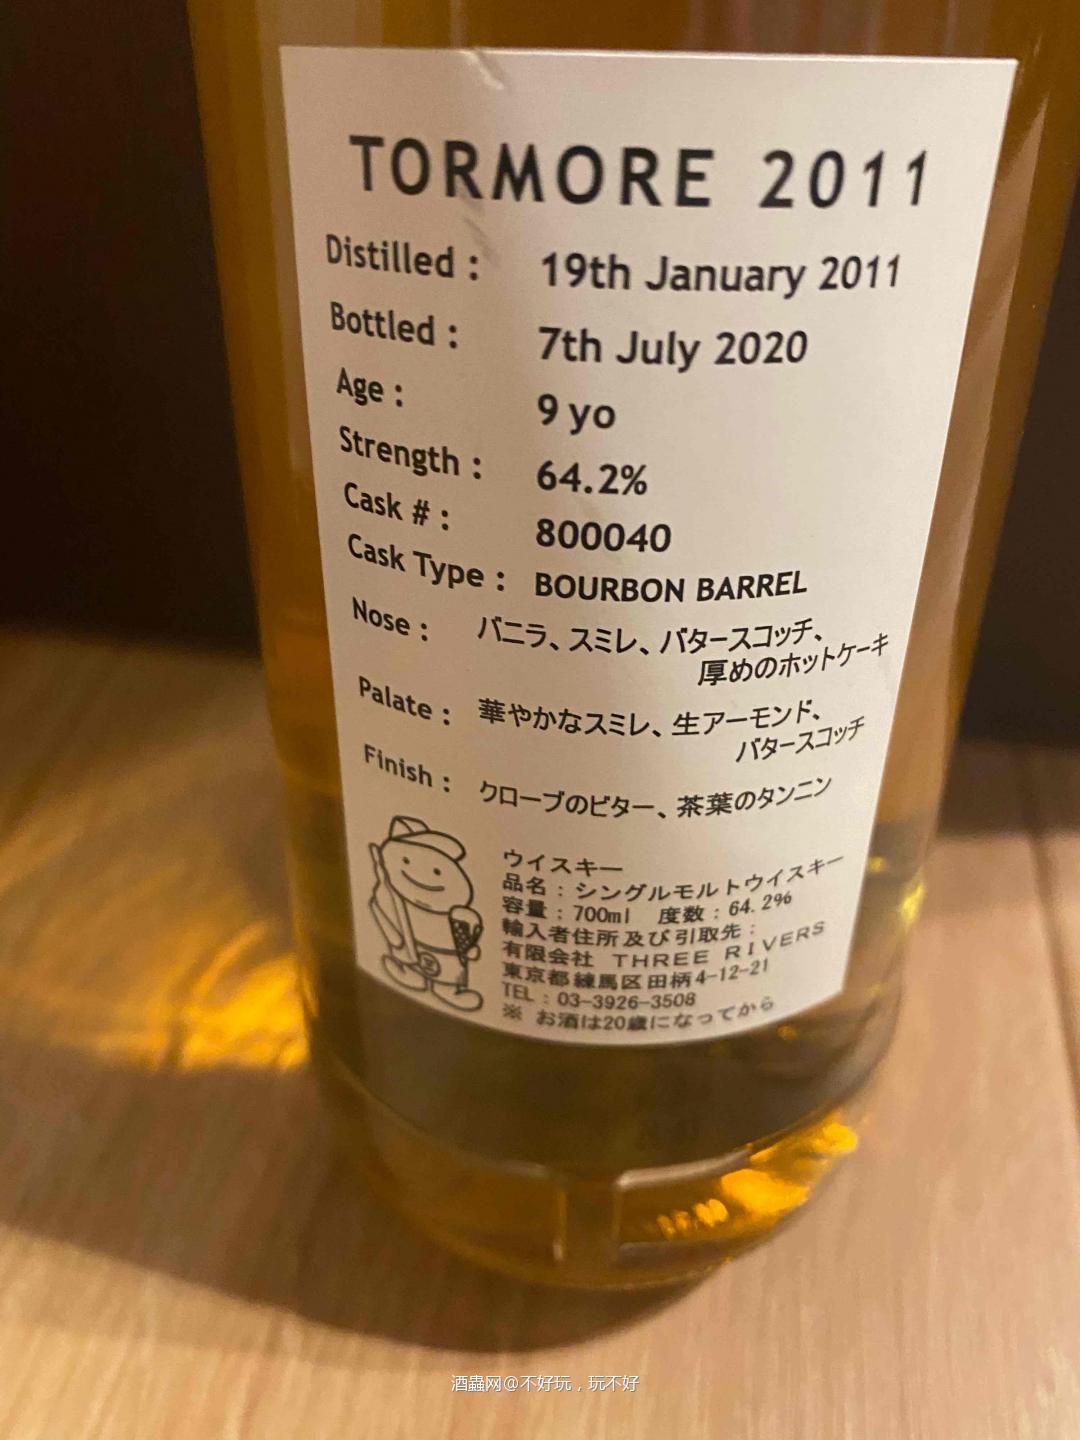 TORMORE 2011
Distilled : 19th January 2011
Bottled : 7th July 2020
Age : 9 yo
Strength : 64.2%
Cask # : 800040
Cask Type : BOURBON BARREL
Nose : バニラ、スミレ、バタースコッチ、
厚めのホットケーキ
Palate : 華やかなスミレ、生アーモンド、
バタースコッチ
Finish : クローブのビター、茶葉のタンニン
ウイスキー
品名：シングルモルトウイスキー
容量：700ml 度数：64.2%
輸入者住所及び引取先：
有限会社 THREE RIVERS
東京都練馬区田柄4-12-21
TEL：03-3926-3508
※ お酒は20歳になってから
酒蟲网@不好玩，玩不好